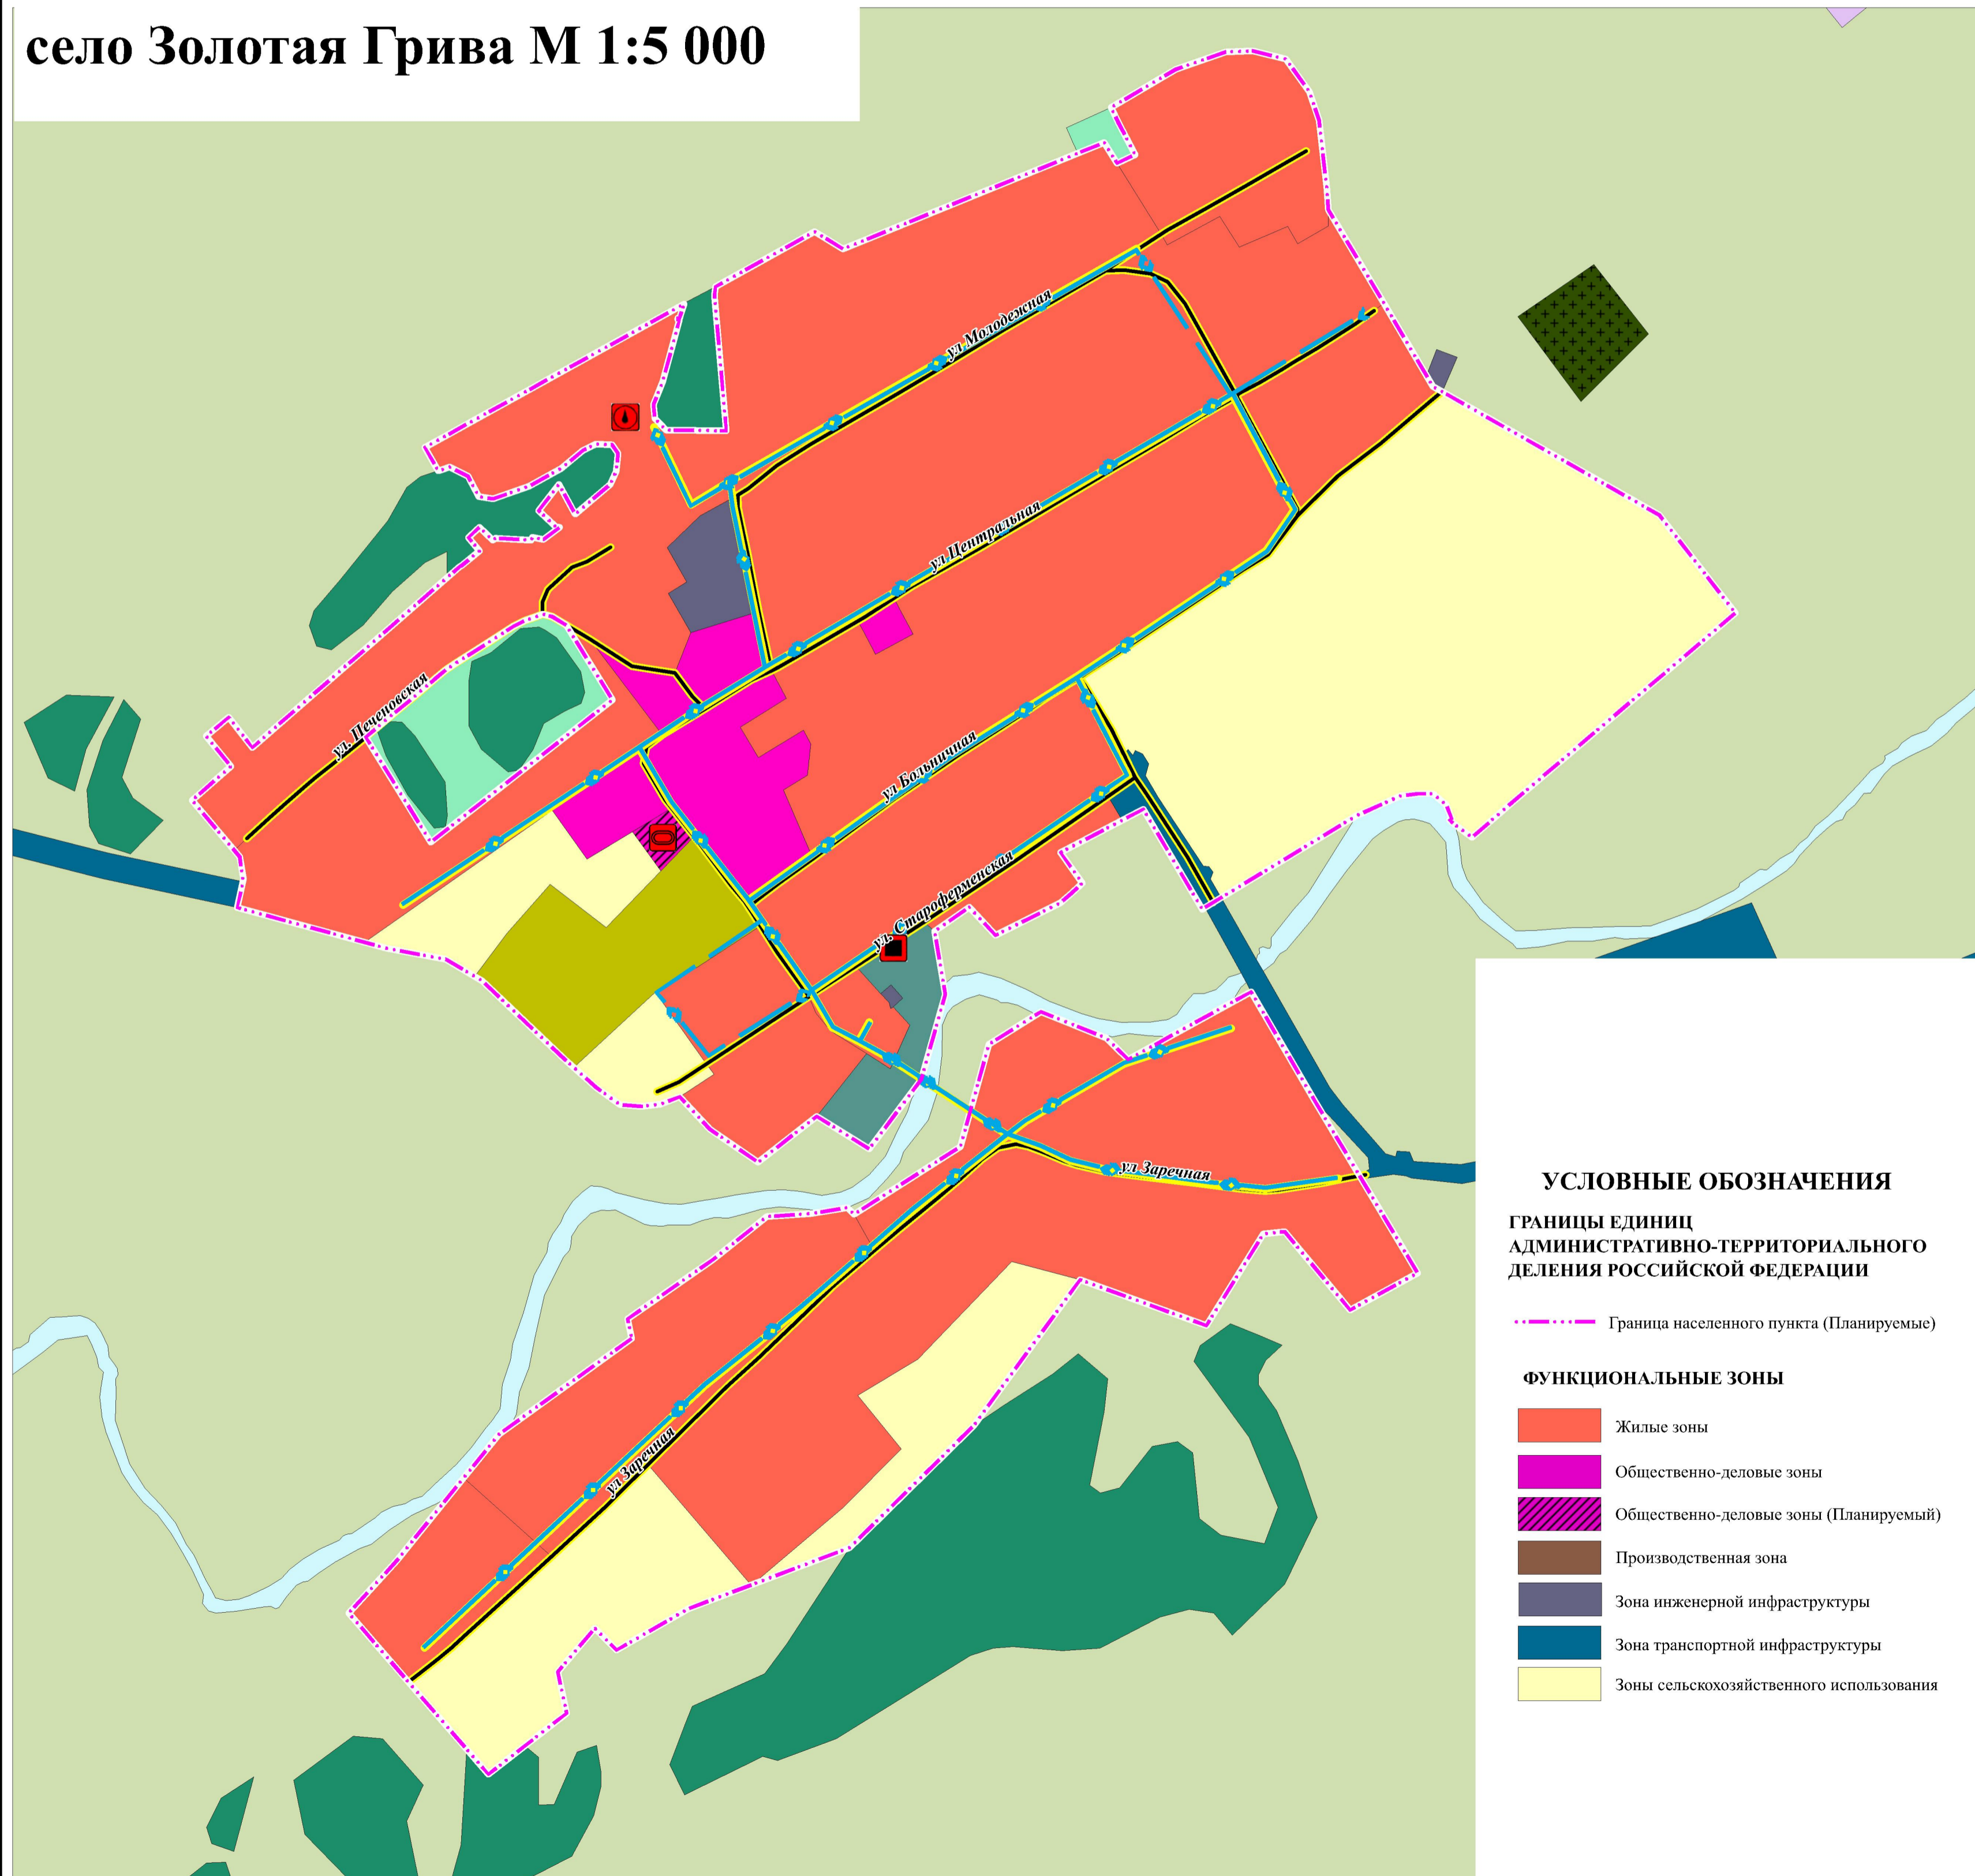 село Золотая Грива М 1:5 000
ул Молодежная
ул Центральная
ул. Печеновская
ул Больничная
ул. Староферменская
ул Заречная
ул Заречная
УСЛОВНЫЕ ОБОЗНАЧЕНИЯ
ГРАНИЦЫ ЕДИНИЦ
АДМИНИСТРАТИВНО-ТЕРРИТОРИАЛЬНОГО
ДЕЛЕНИЯ РОССИЙСКОЙ ФЕДЕРАЦИИ
Граница населенного пункта (Планируемые)
ФУНКЦИОНАЛЬНЫЕ ЗОНЫ
Жилые зоны
Общественно-деловые зоны
Общественно-деловые зоны (Планируемый)
Производственная зона
Зона инженерной инфраструктуры
Зона транспортной инфраструктуры
Зоны сельскохозяйственного использования